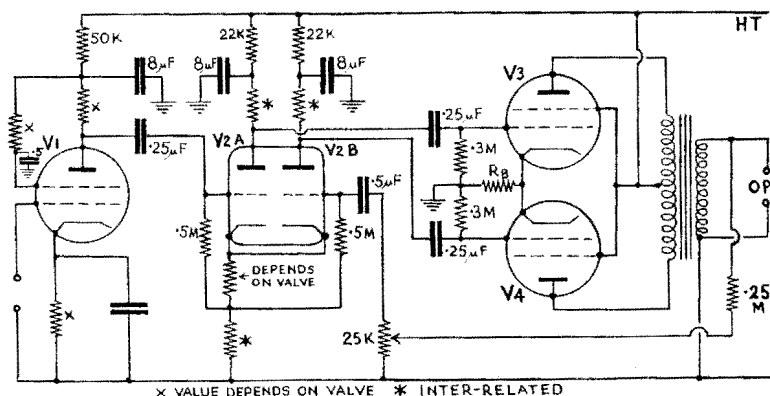 HT
50K
8µF
22K
8µF
22K
8µF
V3
×
*
*
.25µF
×
V1
.5
.25µF
V2A
V2B
.3M
RB
.3M
OP
.5M
.5M
.5µF
.25µF
V4
DEPENDS
ON VALVE
.25
M
×
*
25K
× VALUE DEPENDS ON VALVE * INTER-RELATED